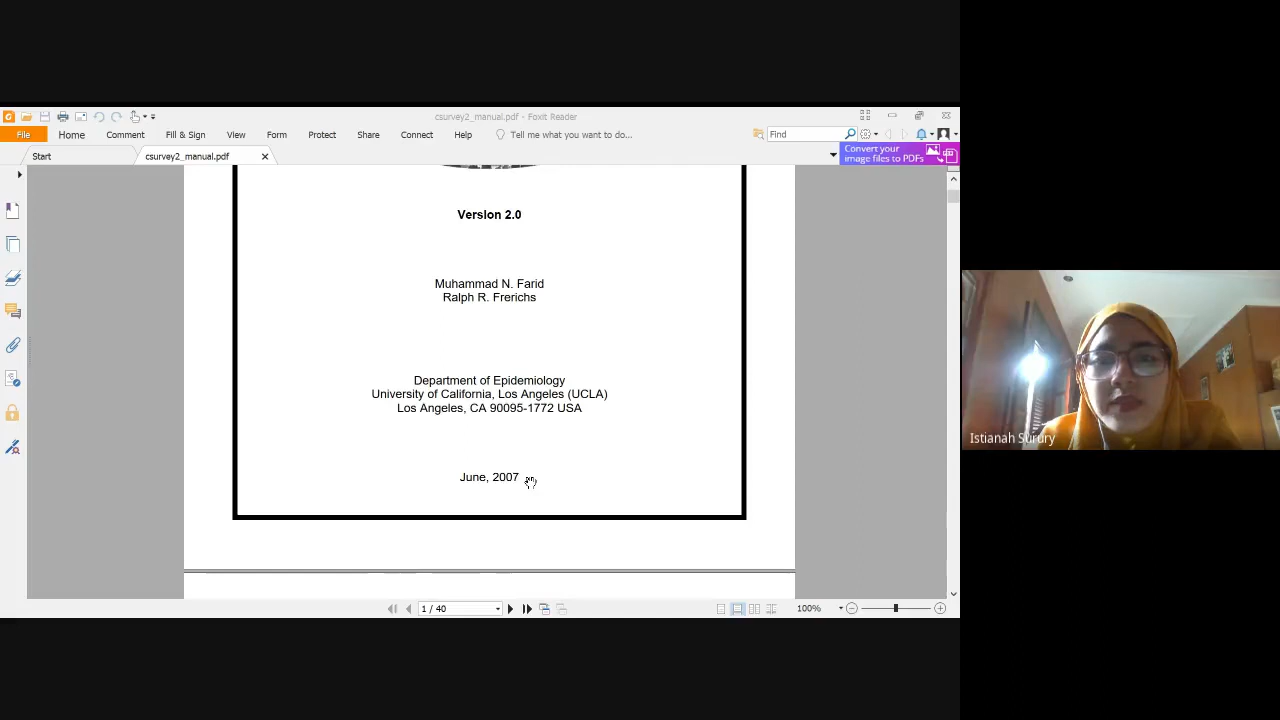 csurvey2_manual.pdf - Foxit Reader
File Home Comment Fill & Sign View Form Protect Share Connect Help Tell me what you want to do... Find
Start csurvey2_manual.pdf
Convert your
image files to PDFs
Version 2.0
Muhammad N. Farid
Ralph R. Frerichs
Department of Epidemiology
University of California, Los Angeles (UCLA)
Los Angeles, CA 90095-1772 USA
June, 2007
1 / 40 100%
Istianah Surury